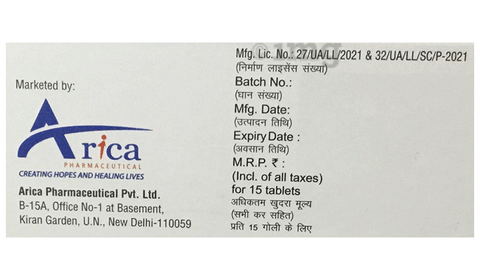 Marketed by:
Arica
PHARMACEUTICAL
CREATING HOPES AND HEALING LIVES
Arica Pharmaceutical Pvt. Ltd.
B-15A, Office No-1 at Basement,
Kiran Garden, U.N., New Delhi-110059
Mfg. Lic. No.: 27/UA/LL/2021 & 32/UA/LL/SC/P-2021
(निर्माण लाइसेंस संख्या)
Batch No.:
(घान संख्या)
Mfg. Date:
(उत्पादन तिथि)
Expiry Date :
(अवसान तिथि)
M.R.P. ₹ :
(Incl. of all taxes)
for 15 tablets
अधिकतम खुदरा मूल्य
(सभी कर सहित)
प्रति 15 गोली के लिए